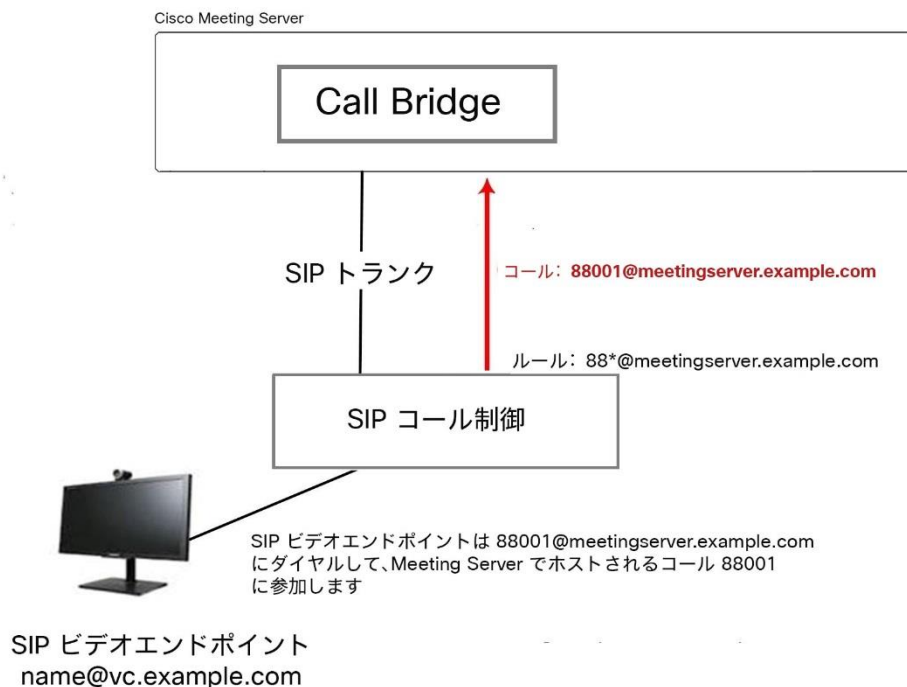 Cisco Meeting Server
Call Bridge
SIP トランク
コール: 88001@meetingserver.example.com
ルール: 88*@meetingserver.example.com
SIP コール制御
SIP ビデオエンドポイントは 88001@meetingserver.example.com
にダイヤルして、Meeting Server でホストされるコール 88001
に参加します
SIP ビデオエンドポイント
name@vc.example.com